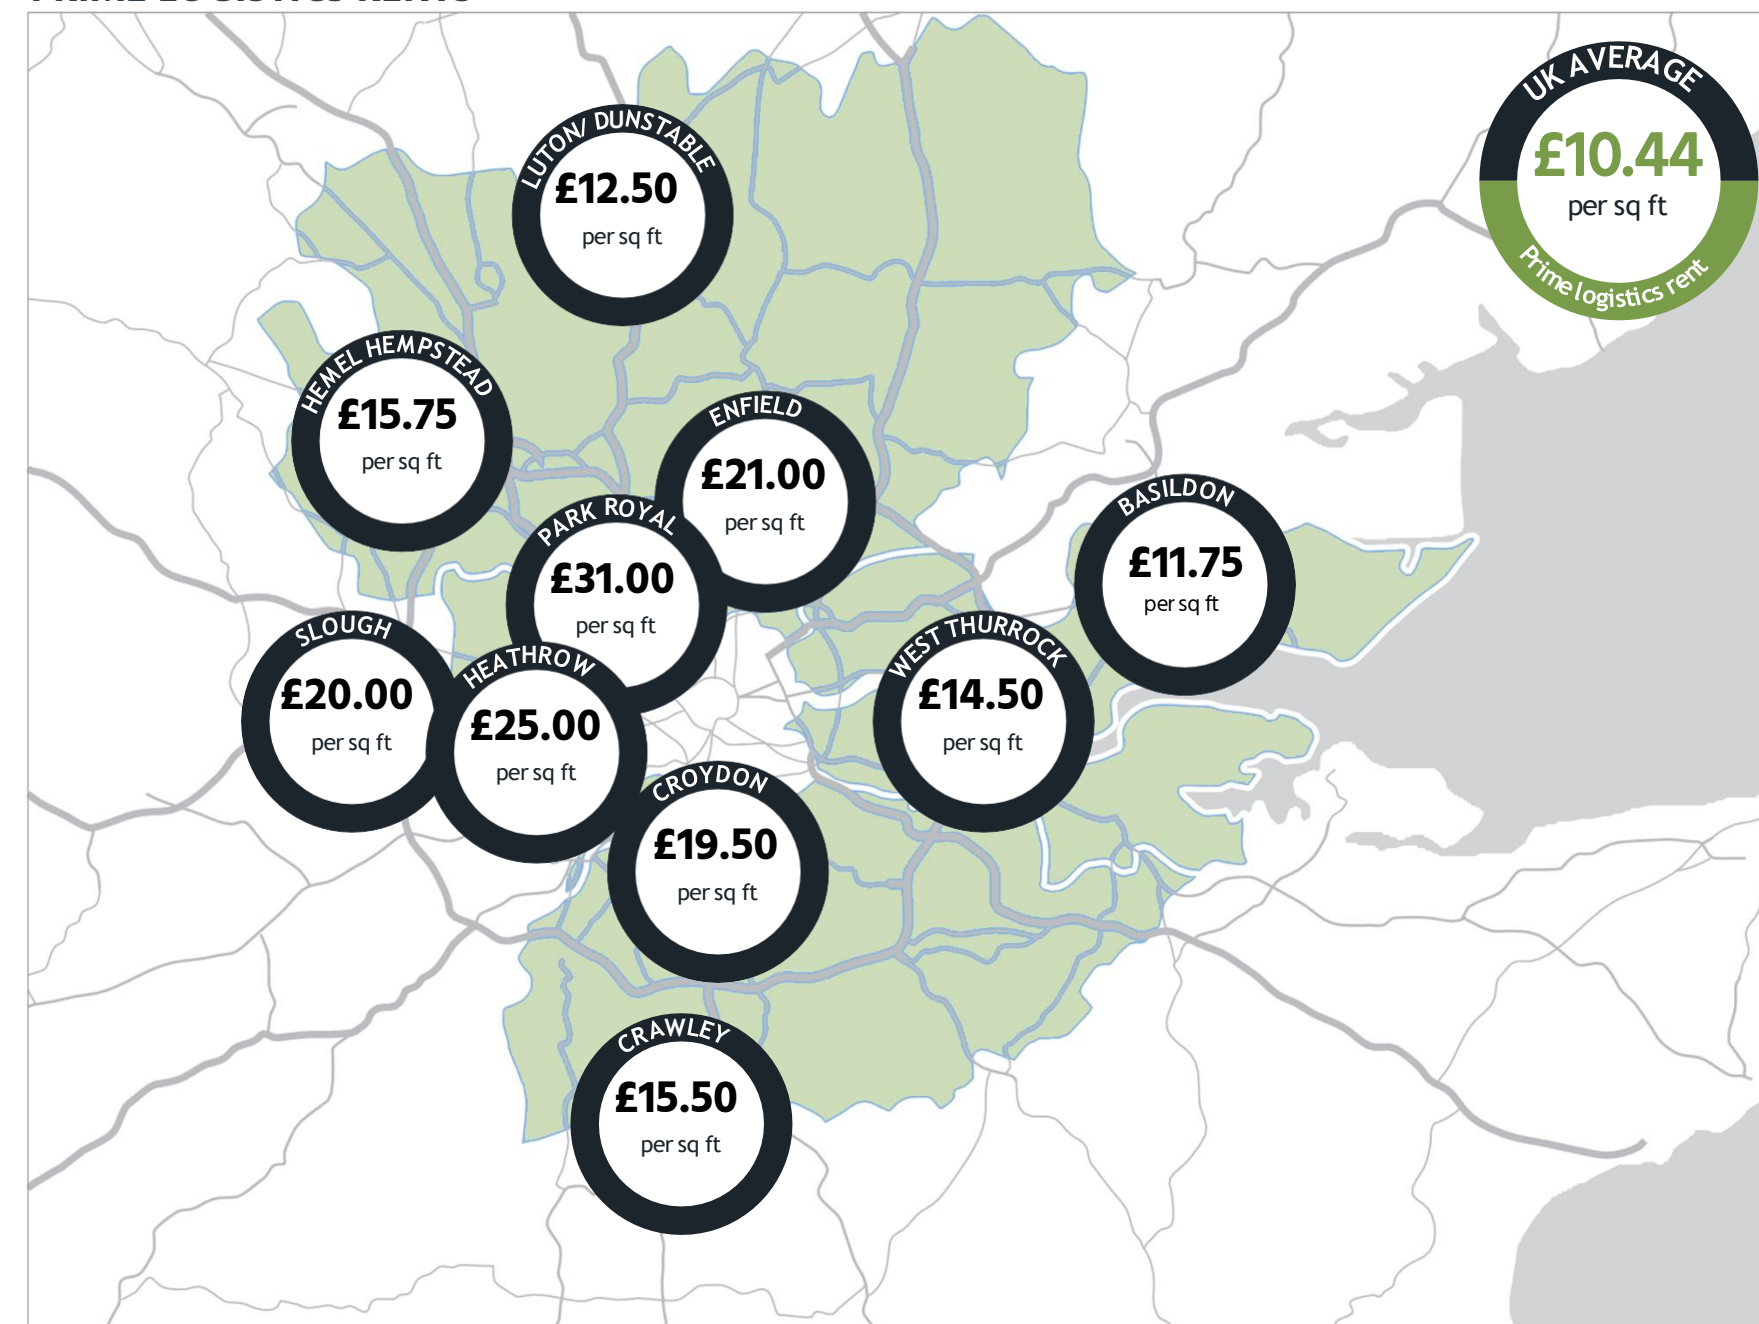 PRIME LOGISTICS RENTS
UK AVERAGE
£10.44
per sq ft
Prime logistics rent
LUTON/ DUNSTABLE
£12.50
per sq ft
HEMEL HEMPSTEAD
£15.75
per sq ft
ENFIELD
£21.00
per sq ft
PARK ROYAL
£31.00
per sq ft
BASILDON
£11.75
per sq ft
SLOUGH
£20.00
per sq ft
HEATHROW
£25.00
per sq ft
WEST THURROCK
£14.50
per sq ft
CROYDON
£19.50
per sq ft
CRAWLEY
£15.50
per sq ft